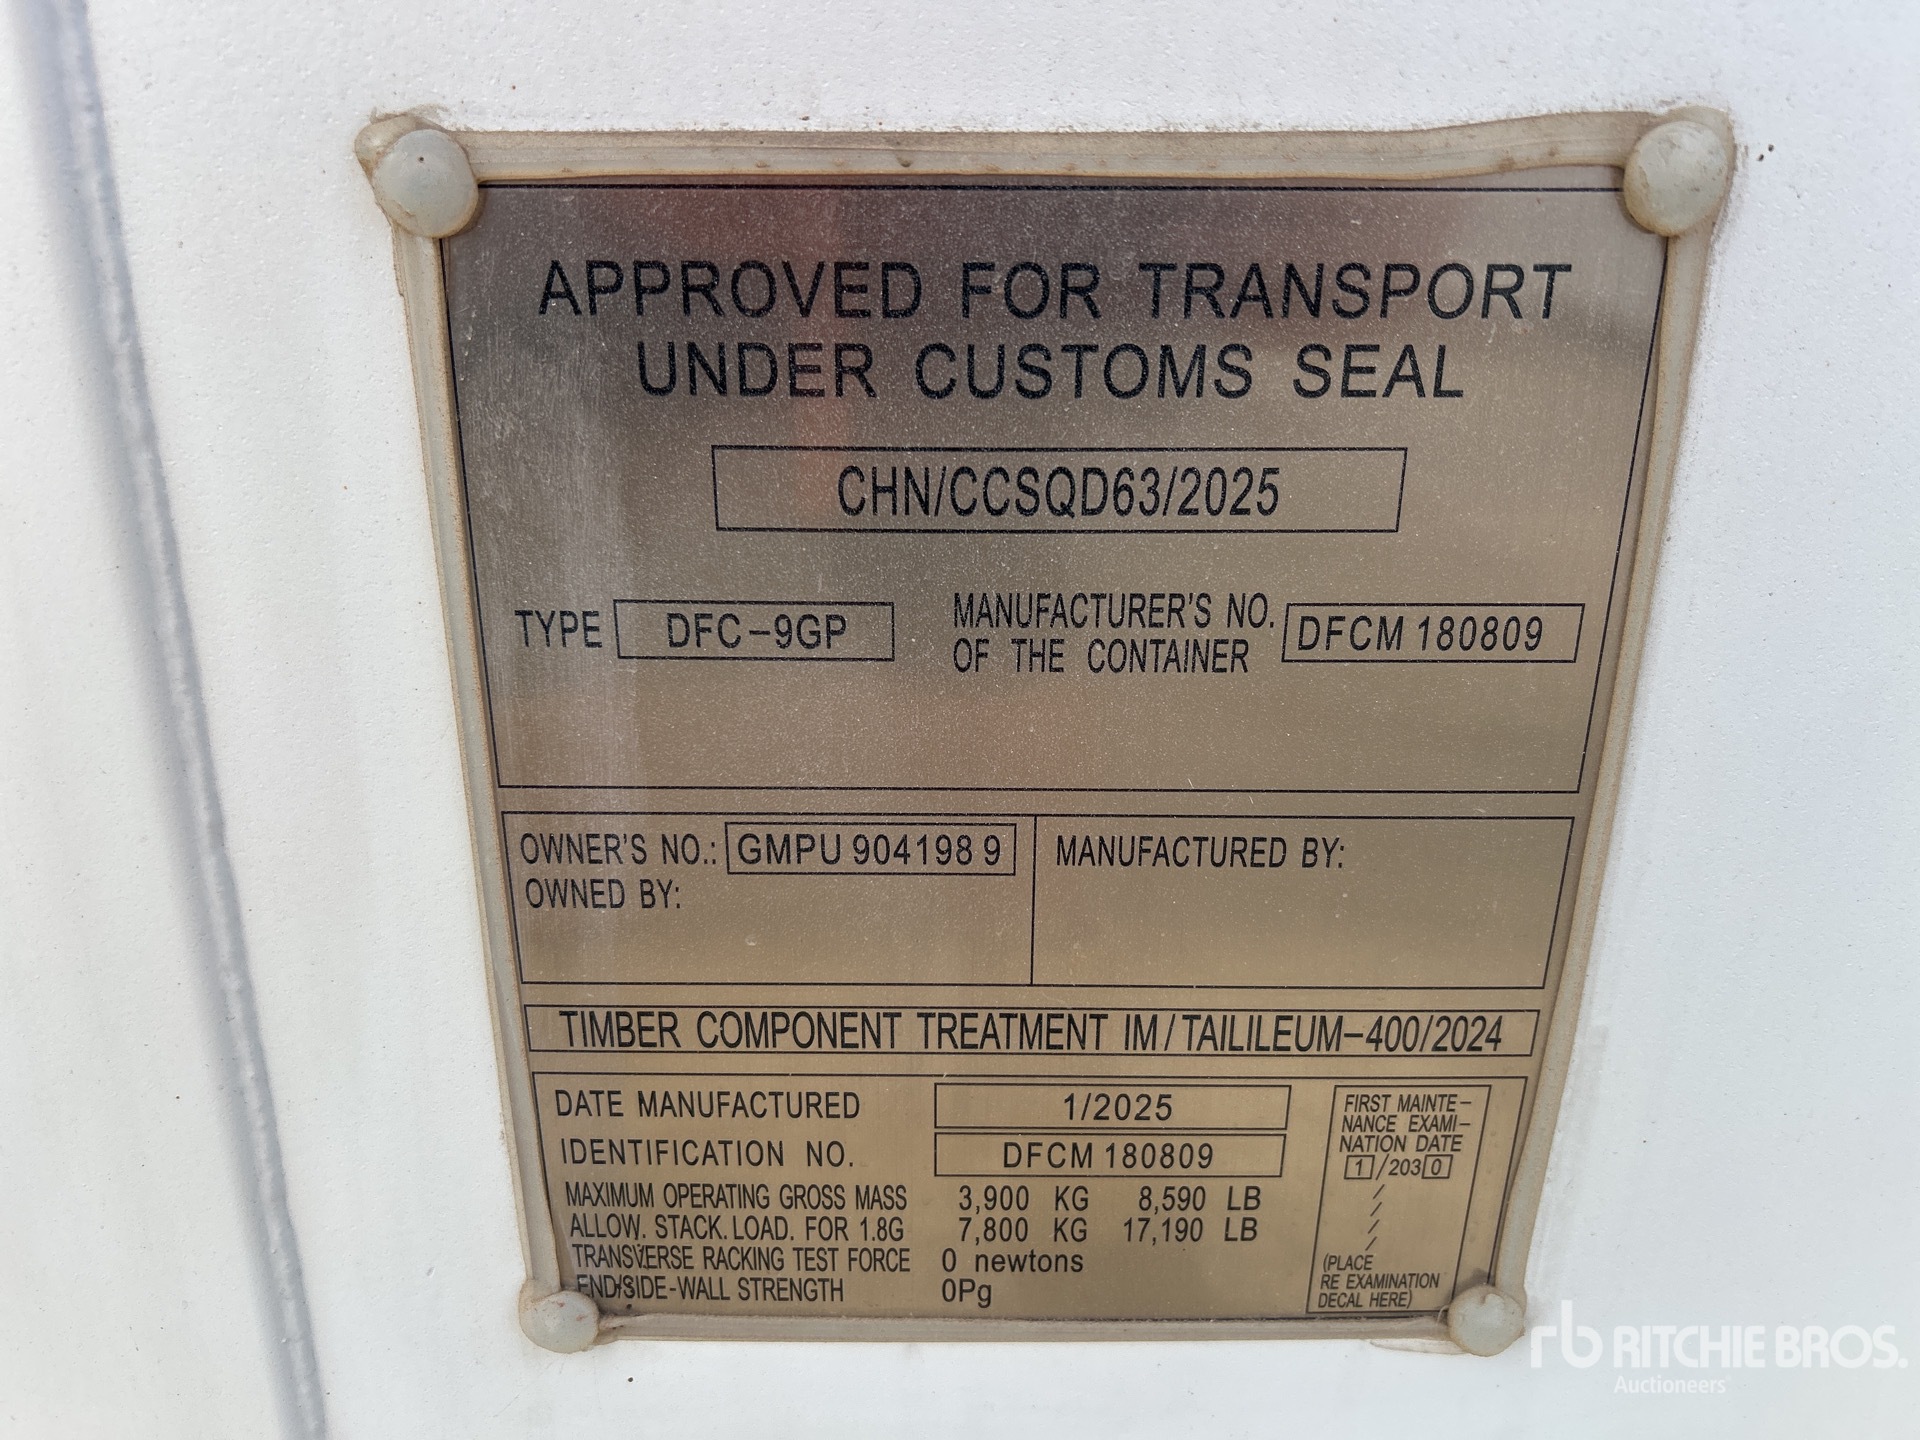 APPROVED FOR TRANSPORT
UNDER CUSTOMS SEAL
CHN/CCSQD63/2025
TYPE DFC-9GP
MANUFACTURER'S NO.
OF THE CONTAINER
DFCM 180809
OWNER'S NO.: GMPU 904198 9
OWNED BY:
MANUFACTURED BY:
TIMBER COMPONENT TREATMENT IM/TAILILEUM-400/2024
DATE MANUFACTURED 1/2025
IDENTIFICATION NO. DFCM 180809
MAXIMUM OPERATING GROSS MASS 3,900 KG 8,590 LB
ALLOW. STACK. LOAD. FOR 1.8G 7,800 KG 17,190 LB
TRANSVERSE RACKING TEST FORCE 0 newtons
END/SIDE-WALL STRENGTH 0Pg
FIRST MAINTE-
NANCE EXAMI-
NATION DATE
1/2030
/
/
/
/
(PLACE
RE EXAMINATION
DECAL HERE)
rb RITCHIE BROS.
Auctioneers